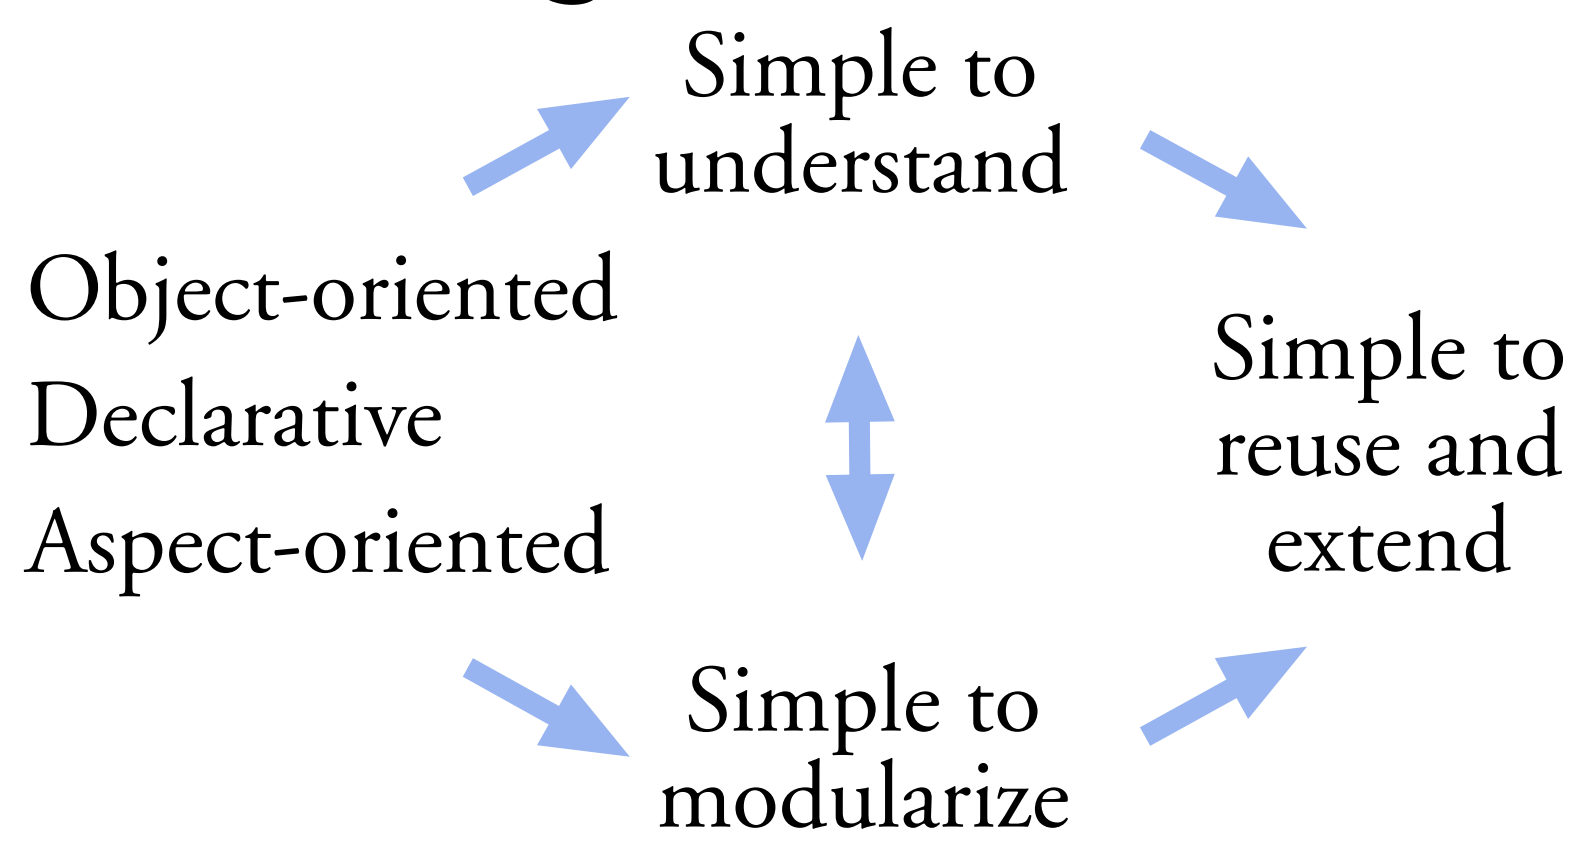 Simple to
understand
Object-oriented
Declarative
Aspect-oriented
Simple to
reuse and
extend
Simple to
modularize